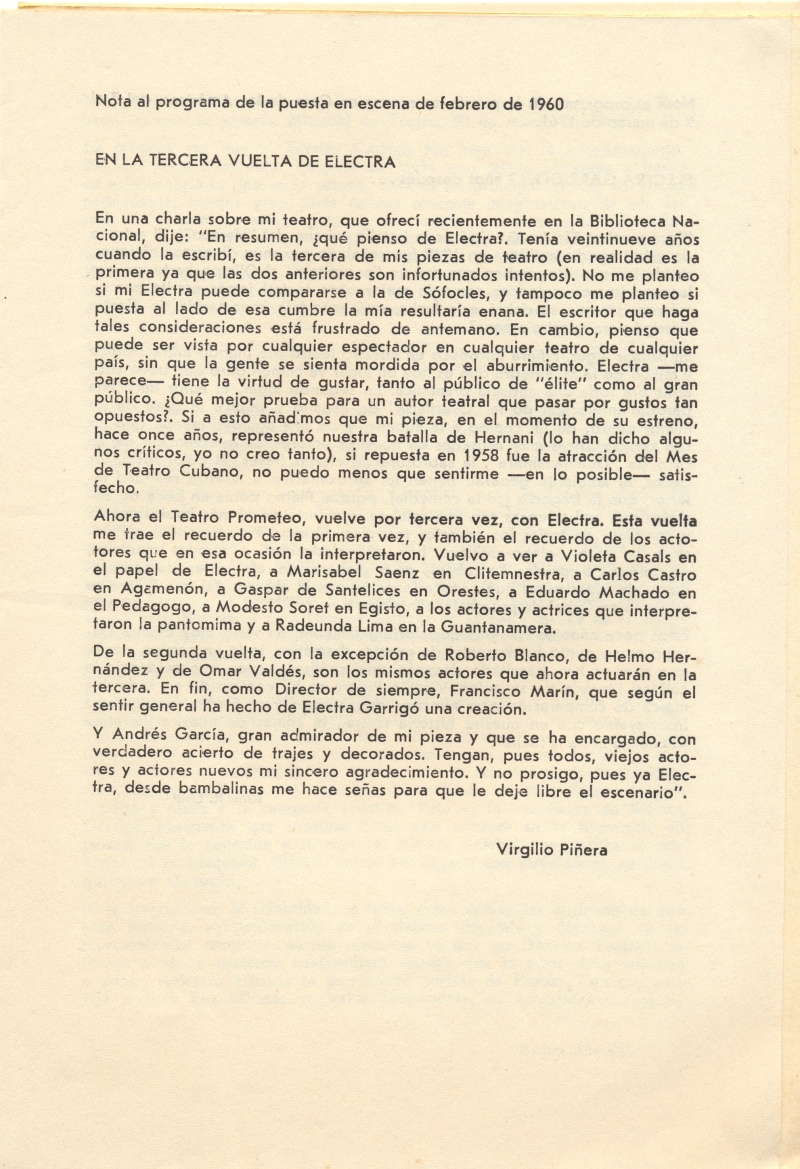 Nota al programa de la puesta en escena de febrero de 1960
EN LA TERCERA VUELTA DE ELECTRA
En una charla sobre mi teatro, que ofrecí recientemente en la Biblioteca Na-
cional, dije: "En resumen, ¿qué pienso de Electra?. Tenía veintinueve años
cuando la escribí, es la tercera de mis piezas de teatro (en realidad es la
primera ya que las dos anteriores son infortunados intentos). No me planteo
si mi Electra puede compararse a la de Sófocles, y tampoco me planteo si
puesta al lado de esa cumbre la mía resultaría enana. El escritor que haga
tales consideraciones está frustrado de antemano. En cambio, pienso que
puede ser vista por cualquier espectador en cualquier teatro de cualquier
país, sin que la gente se sienta mordida por el aburrimiento. Electra —me
parece— tiene la virtud de gustar, tanto al público de "élite" como al gran
público. ¿Qué mejor prueba para un autor teatral que pasar por gustos tan
opuestos?. Si a esto añadimos que mi pieza, en el momento de su estreno,
hace once años, representó nuestra batalla de Hernani (lo han dicho algu-
nos críticos, yo no creo tanto), si repuesta en 1958 fue la atracción del Mes
de Teatro Cubano, no puedo menos que sentirme —en lo posible— satis-
fecho.
Ahora el Teatro Prometeo, vuelve por tercera vez, con Electra. Esta vuelta
me trae el recuerdo de la primera vez, y también el recuerdo de los acto-
tores que en esa ocasión la interpretaron. Vuelvo a ver a Violeta Casals en
el papel de Electra, a Marisabel Saenz en Clitemnestra, a Carlos Castro
en Agamenón, a Gaspar de Santelices en Orestes, a Eduardo Machado en
el Pedagogo, a Modesto Soret en Egisto, a los actores y actrices que interpre-
taron la pantomima y a Radeunda Lima en la Guantanamera.
De la segunda vuelta, con la excepción de Roberto Blanco, de Helmo Her-
nández y de Omar Valdés, son los mismos actores que ahora actuarán en la
tercera. En fin, como Director de siempre, Francisco Marín, que según el
sentir general ha hecho de Electra Garrigó una creación.
Y Andrés García, gran admirador de mi pieza y que se ha encargado, con
verdadero acierto de trajes y decorados. Tengan, pues todos, viejos acto-
res y actores nuevos mi sincero agradecimiento. Y no prosigo, pues ya Elec-
tra, desde bambalinas me hace señas para que le deje libre el escenario".
Virgilio Piñera